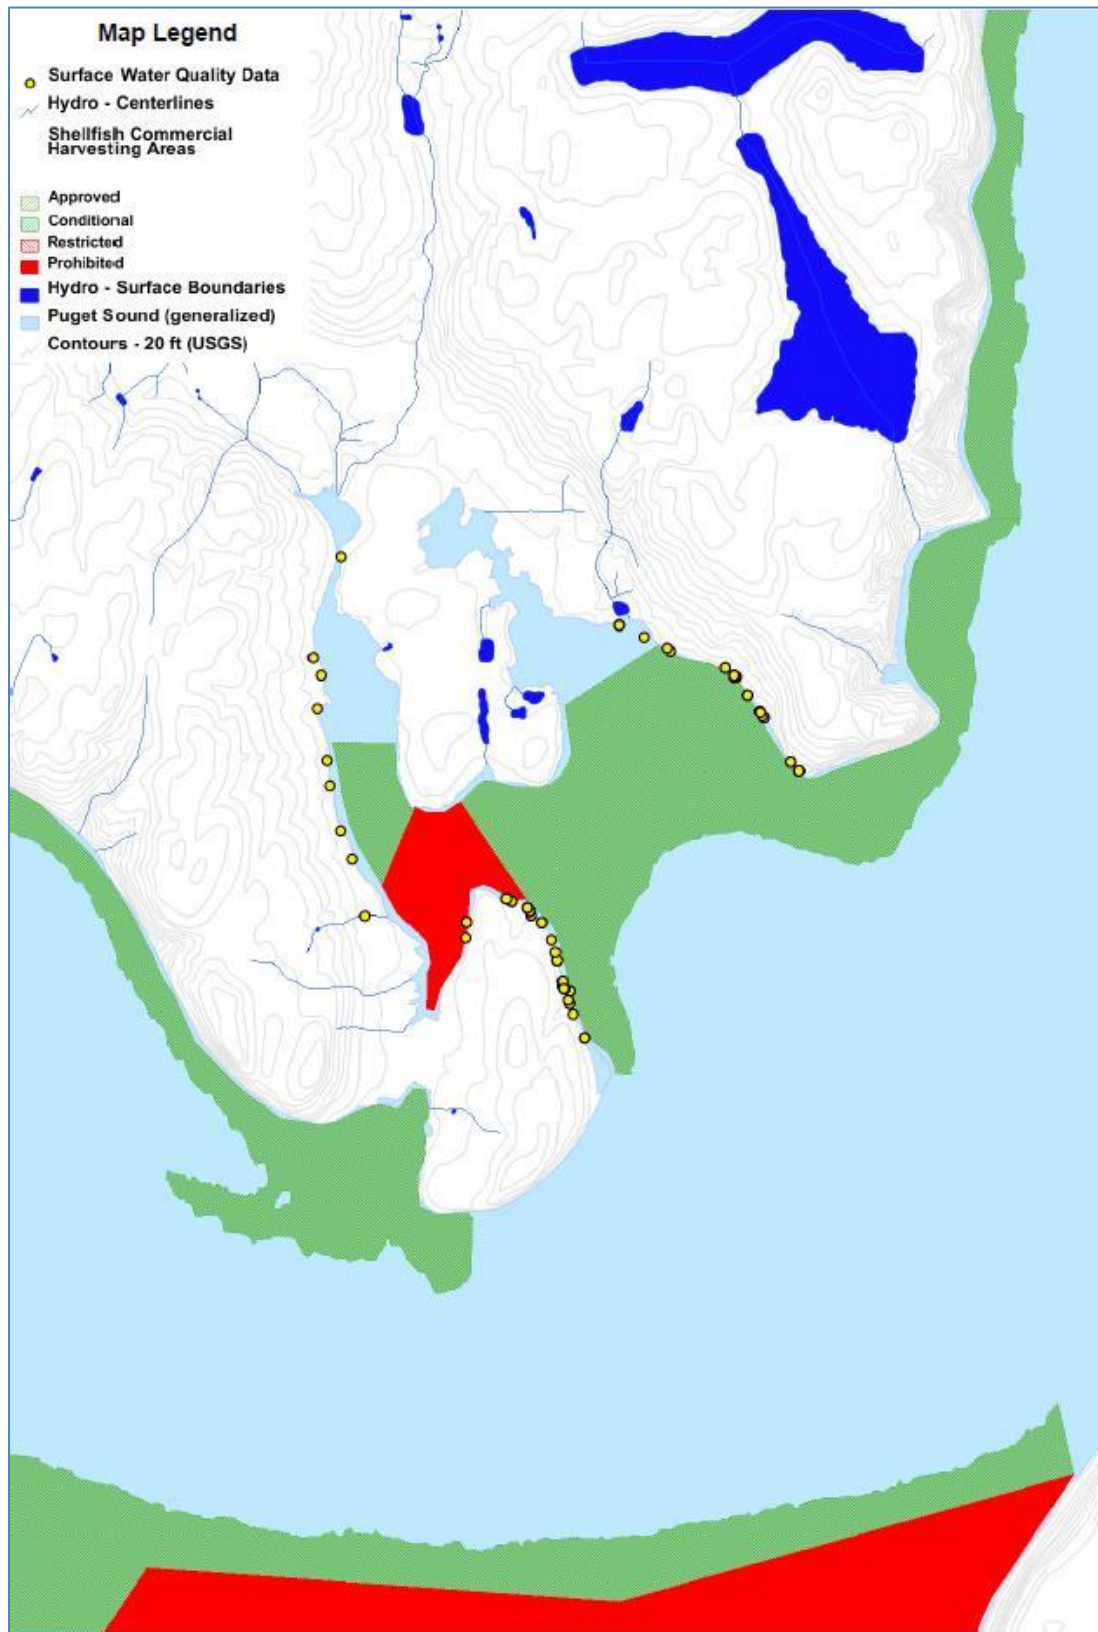 Map Legend
Surface Water Quality Data
Hydro - Centerlines
Shellfish Commercial
Harvesting Areas
Approved
Conditional
Restricted
Prohibited
Hydro - Surface Boundaries
Puget Sound (generalized)
Contours - 20 ft (USGS)